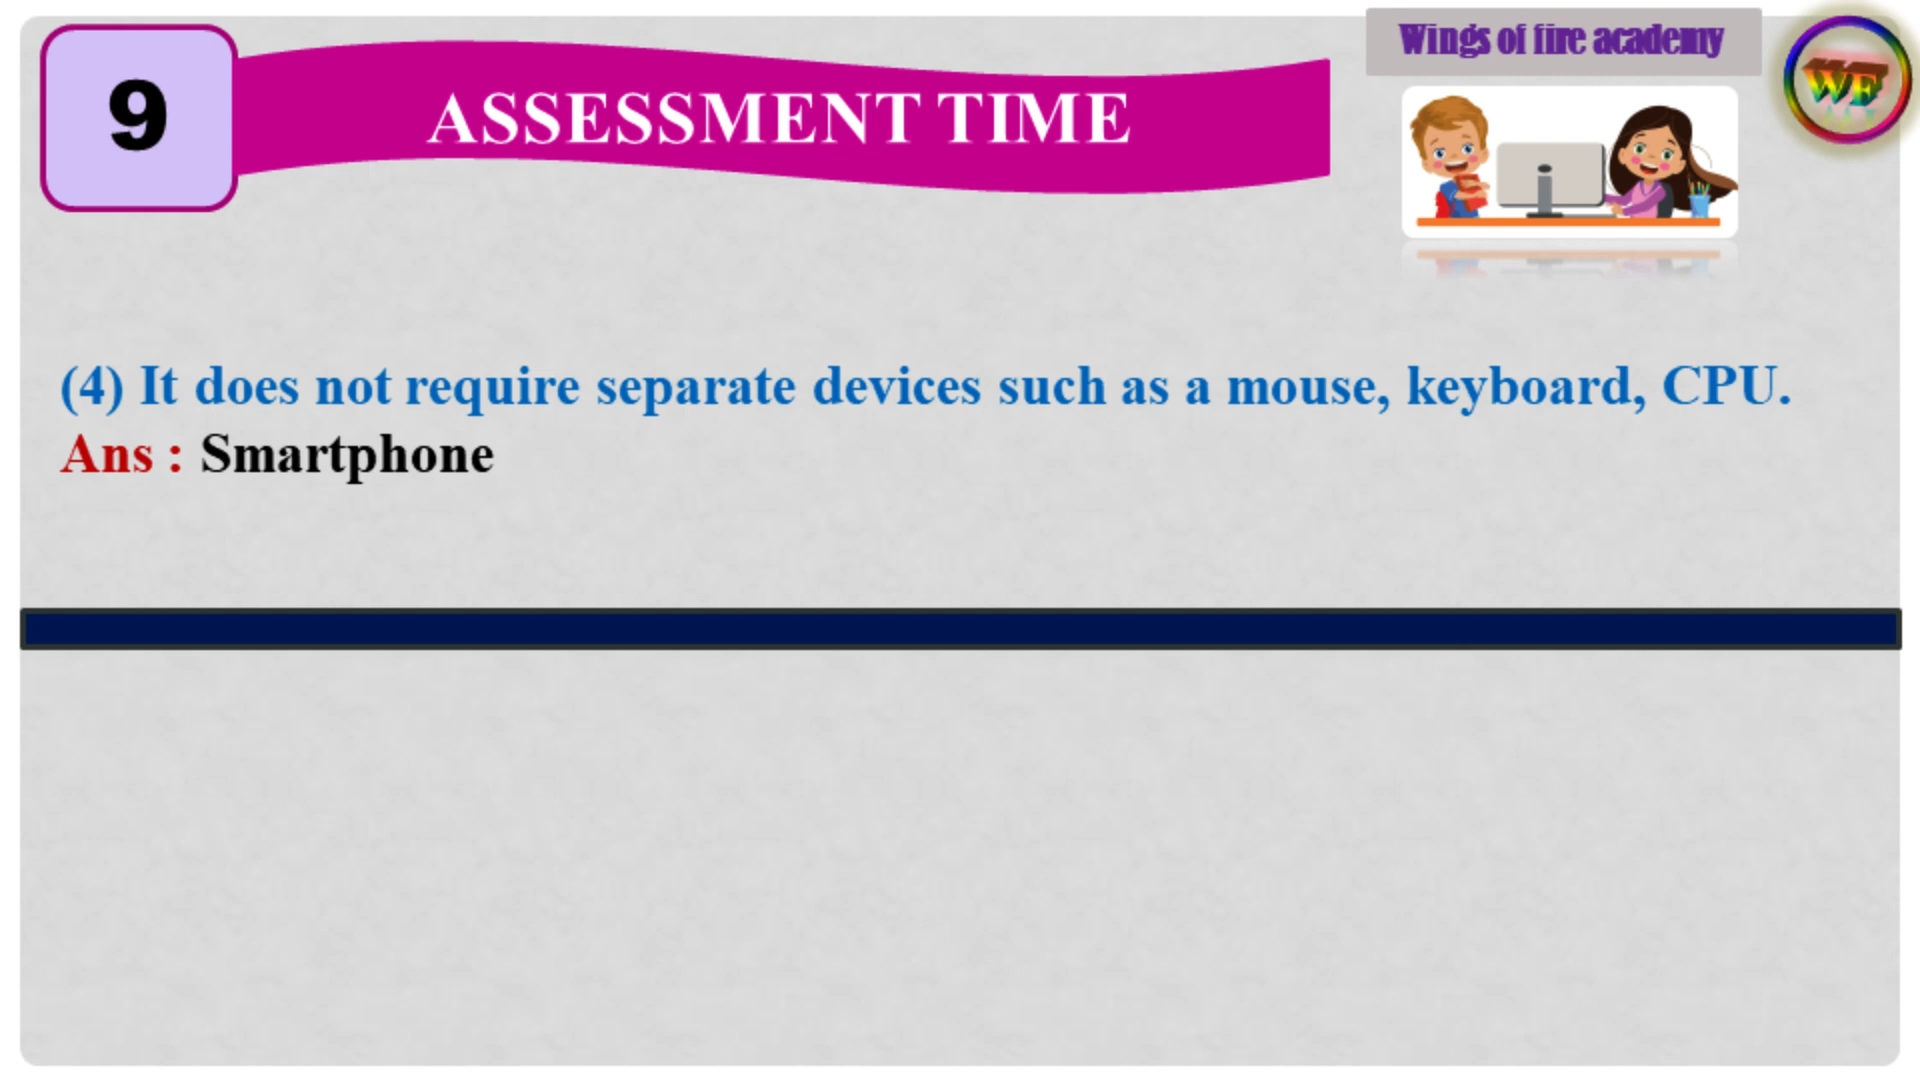 Wings of fire academy
WF
9
ASSESSMENT TIME
(4) It does not require separate devices such as a mouse, keyboard, CPU.
Ans : Smartphone